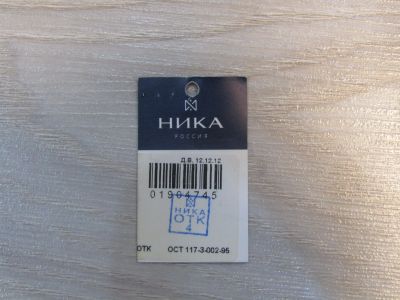 НИКА
РОССИЯ
Д.В. 12.12.12
01904745
НИКА
ОТК
4
ОТК ОСТ 117-3-002-95